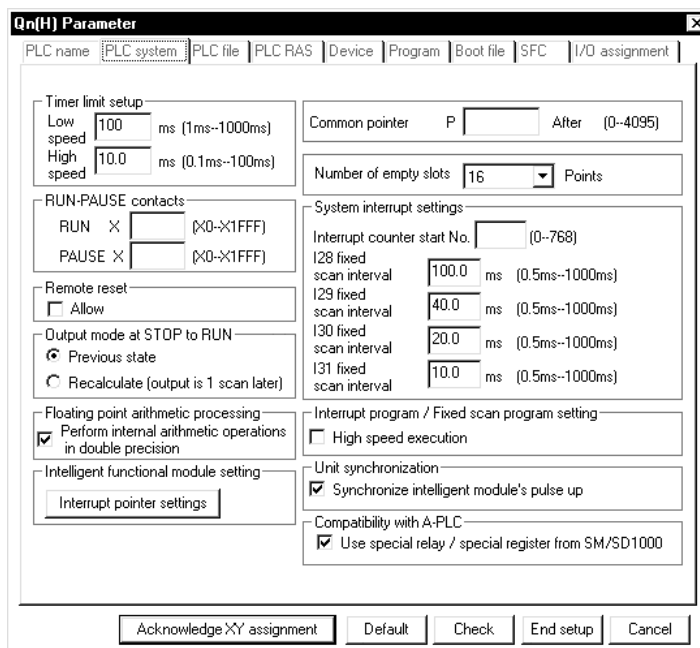 Qn(H) Parameter
PLC name PLC system PLC file PLC RAS Device Program Boot file SFC I/O assignment
Timer limit setup
Low speed 100 ms (1ms--1000ms)
High speed 10.0 ms (0.1ms--100ms)
RUN-PAUSE contacts
RUN X (X0--X1FFF)
PAUSE X (X0--X1FFF)
Remote reset
Allow
Output mode at STOP to RUN
Previous state
Recalculate (output is 1 scan later)
Floating point arithmetic processing
Perform internal arithmetic operations
in double precision
Intelligent functional module setting
Interrupt pointer settings
Common pointer P After (0--4095)
Number of empty slots 16 Points
System interrupt settings
Interrupt counter start No. (0--768)
I28 fixed
scan interval 100.0 ms (0.5ms--1000ms)
I29 fixed
scan interval 40.0 ms (0.5ms--1000ms)
I30 fixed
scan interval 20.0 ms (0.5ms--1000ms)
I31 fixed
scan interval 10.0 ms (0.5ms--1000ms)
Interrupt program / Fixed scan program setting
High speed execution
Unit synchronization
Synchronize intelligent module's pulse up
Compatibility with A-PLC
Use special relay / special register from SM/SD1000
Acknowledge XY assignment Default Check End setup Cancel